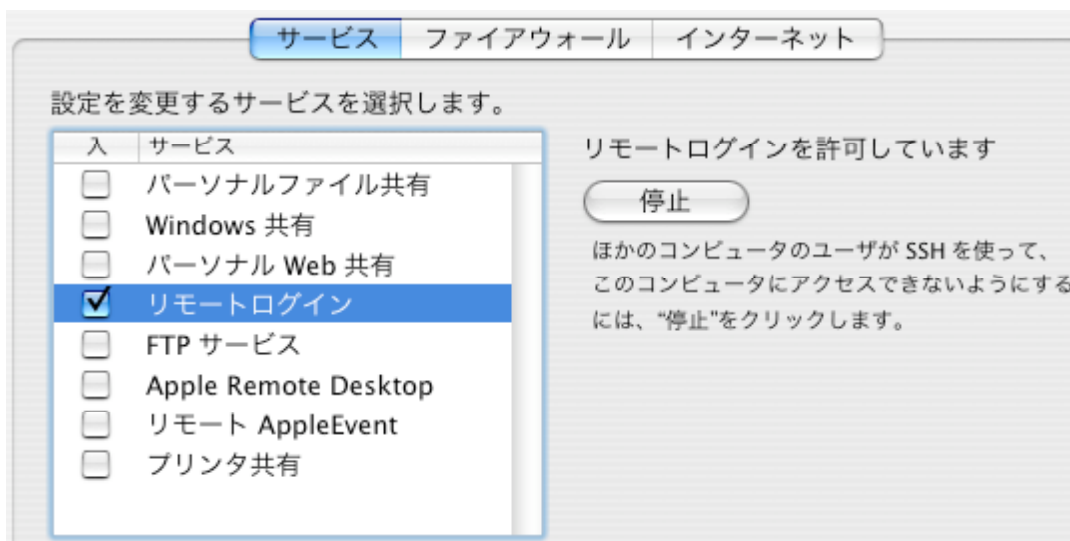 サービス ファイアウォール インターネット
設定を変更するサービスを選択します。
入 サービス
パーソナルファイル共有
Windows 共有
パーソナル Web 共有
リモートログイン
FTP サービス
Apple Remote Desktop
リモート AppleEvent
プリンタ共有
リモートログインを許可しています
停止
ほかのコンピュータのユーザが SSH を使って、
このコンピュータにアクセスできないようにする
には、“停止”をクリックします。